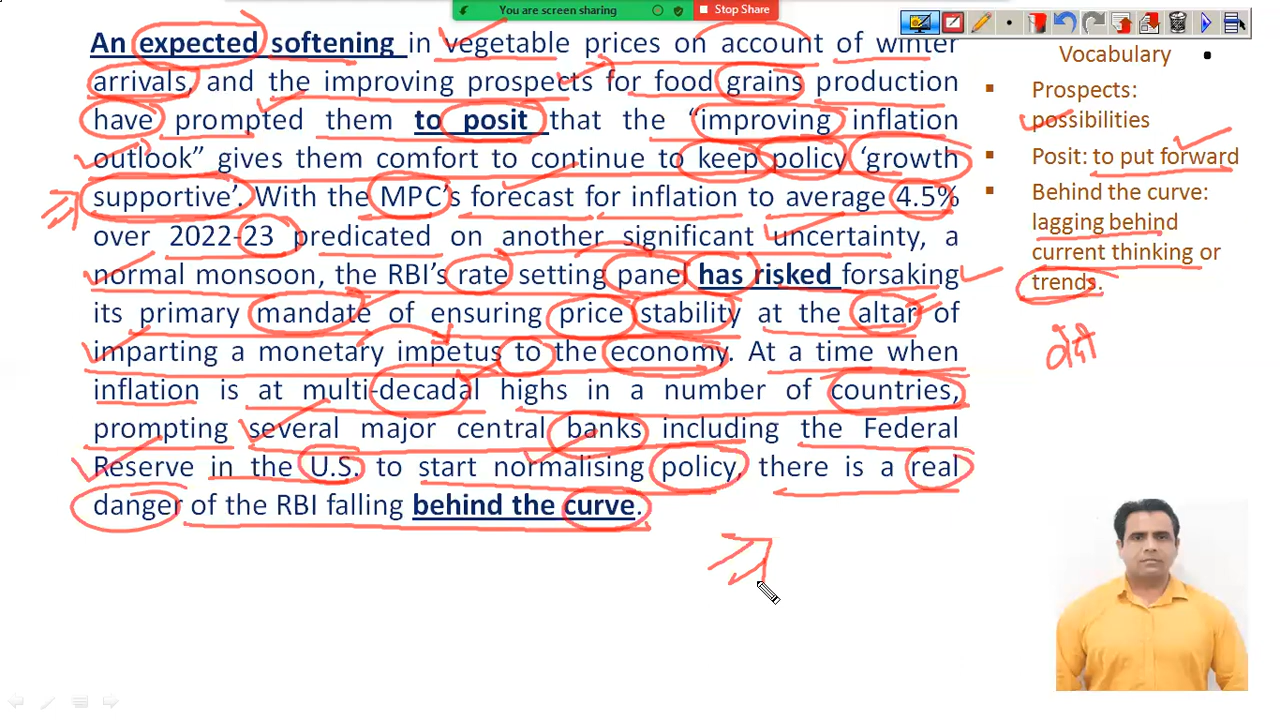 You are screen sharing
Stop Share
An expected softening in vegetable prices on account of winter
arrivals, and the improving prospects for food grains production
have prompted them to posit that the “improving inflation
outlook” gives them comfort to continue to keep policy ‘growth
supportive’. With the MPC’s forecast for inflation to average 4.5%
over 2022-23 predicated on another significant uncertainty, a
normal monsoon, the RBI’s rate setting panel has risked forsaking
its primary mandate of ensuring price stability at the altar of
imparting a monetary impetus to the economy. At a time when
inflation is at multi-decadal highs in a number of countries,
prompting several major central banks including the Federal
Reserve in the U.S. to start normalising policy, there is a real
danger of the RBI falling behind the curve.
Vocabulary
Prospects:
possibilities
Posit: to put forward
Behind the curve:
lagging behind
current thinking or
trends.